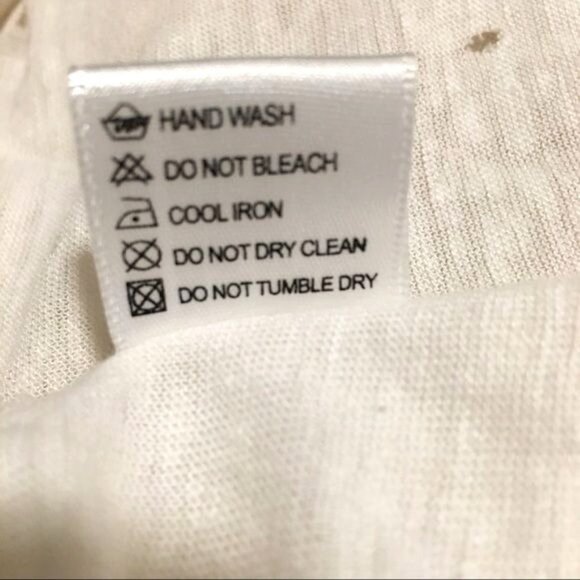 HAND WASH
DO NOT BLEACH
COOL IRON
DO NOT DRY CLEAN
DO NOT TUMBLE DRY